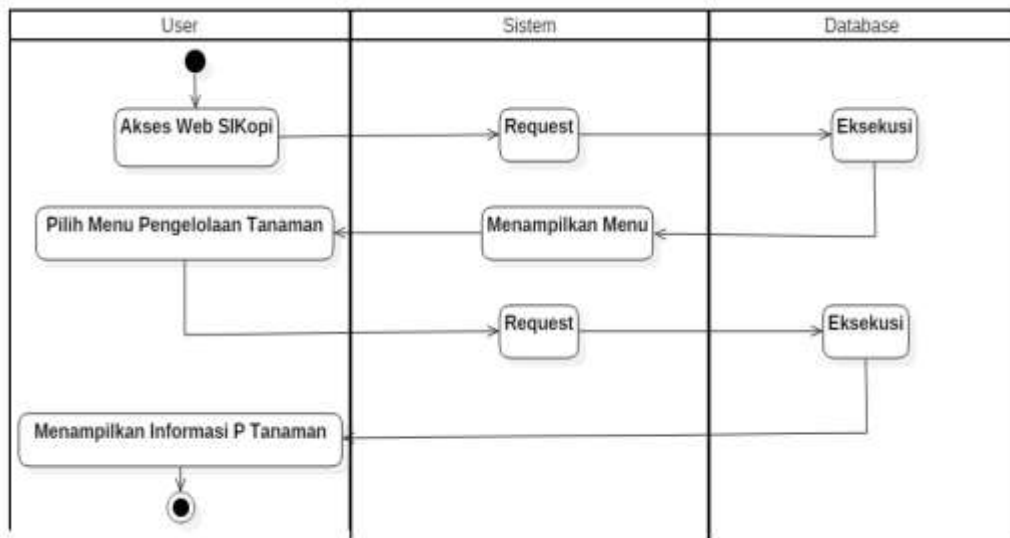 User
Sistem
Database
Akses Web SIKopi
Request
Eksekusi
Pilih Menu Pengelolaan Tanaman
Menampilkan Menu
Request
Eksekusi
Menampilkan Informasi P Tanaman